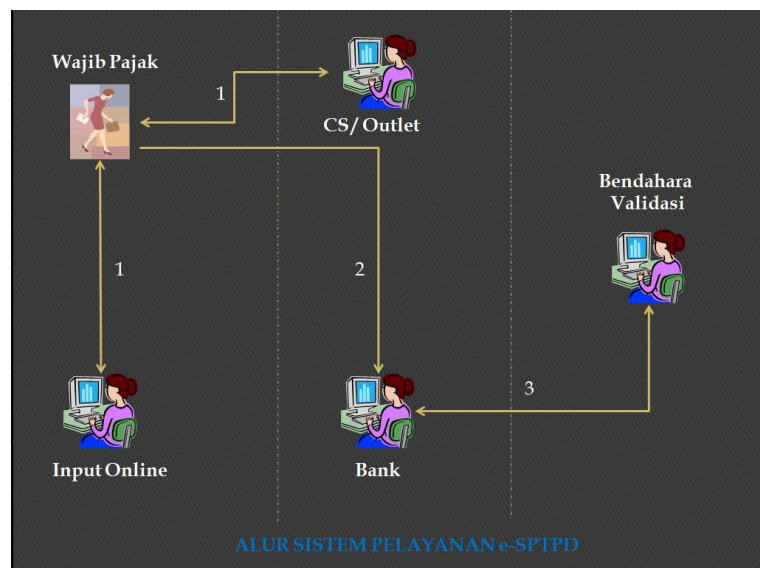 Wajib Pajak
1
CS/ Outlet
Bendahara
Validasi
1
2
3
Input Online
Bank
ALUR SISTEM PELAYANAN e-SPTPD